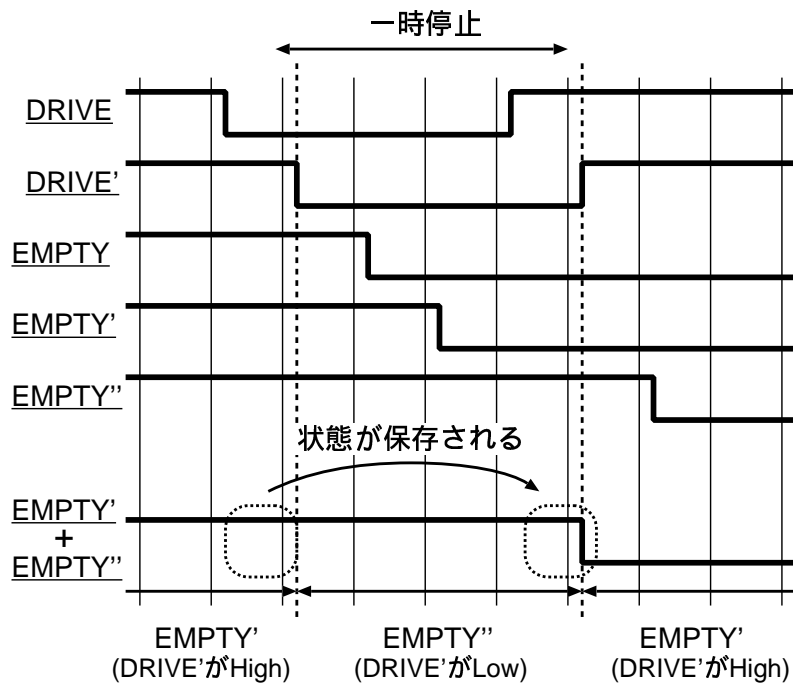 一時停止
DRIVE
DRIVE'
EMPTY
EMPTY'
EMPTY''
状態が保存される
EMPTY'
+
EMPTY''
EMPTY'
(DRIVE'がHigh)
EMPTY''
(DRIVE'がLow)
EMPTY'
(DRIVE'がHigh)